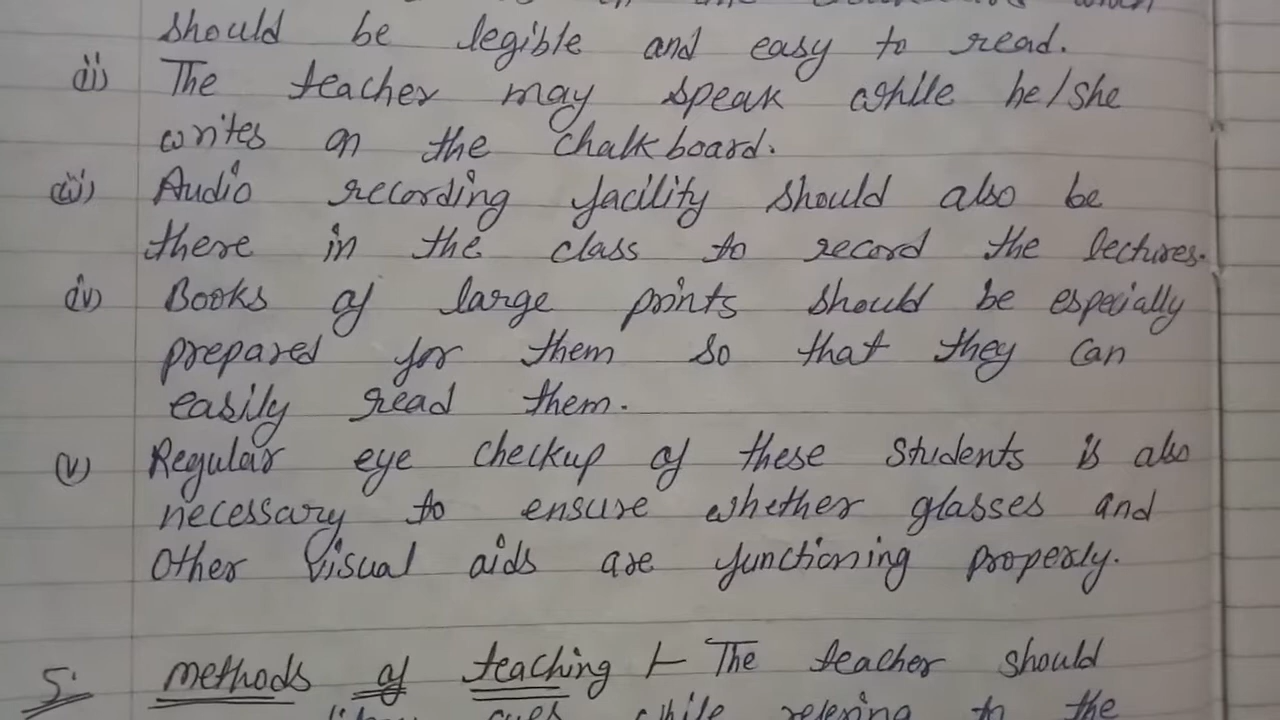 should be legible and easy to read.
(ii) The teacher may speak while he/she
writes on the chalkboard.
(iii) Audio recording facility should also be
there in the class to record the lectures.
(iv) Books of large prints should be especially
prepared for them so that they can
easily read them.
(v) Regular eye checkup of these students is also
necessary to ensure whether glasses and
other visual aids are functioning properly.
5. methods of teaching :- The teacher should
while to the